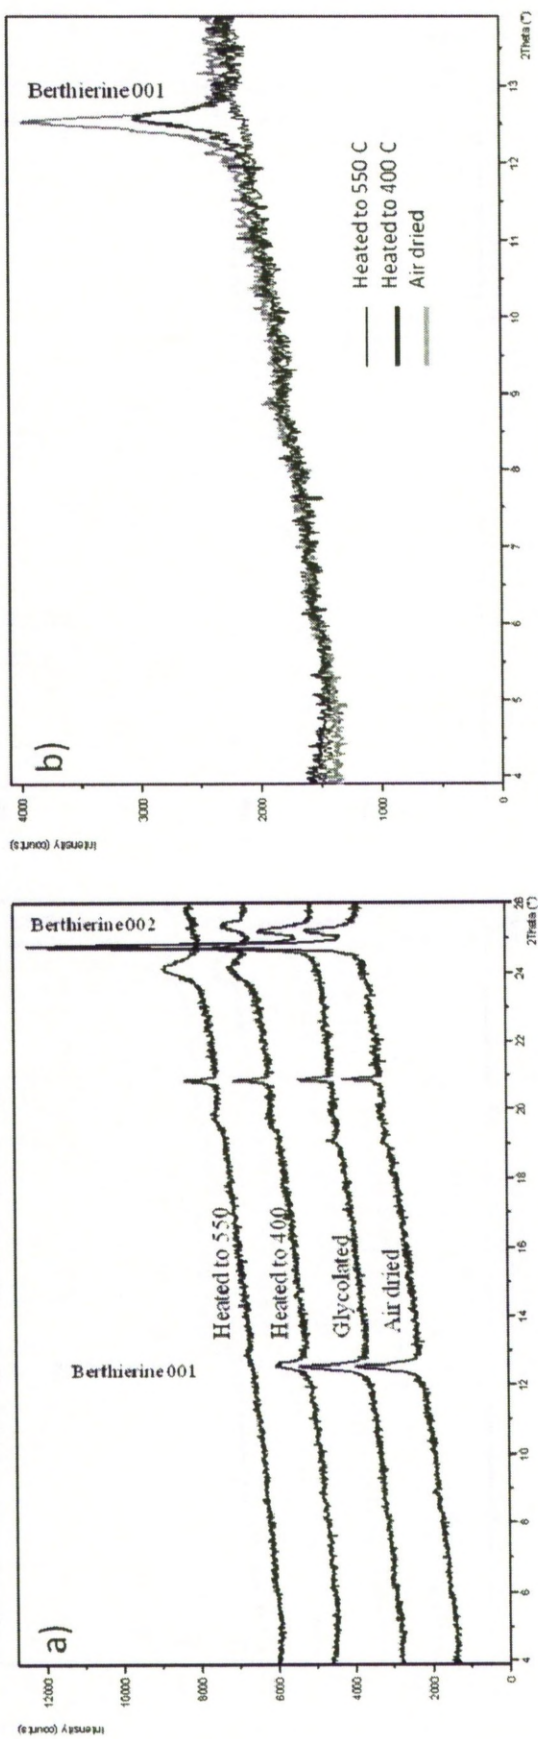 a)
Intensity (counts)
12000
10000
8000
6000
4000
2000
0
Berthierine 001
Berthierine 002
Heated to 550
Heated to 400
Glycolated
Air dried
4
6
8
10
12
14
16
18
20
22
24
26
2Theta (°)
b)
Intensity (counts)
4000
3000
2000
1000
0
Berthierine 001
Heated to 550 C
Heated to 400 C
Air dried
4
5
6
7
8
9
10
11
12
13
2Theta (°)